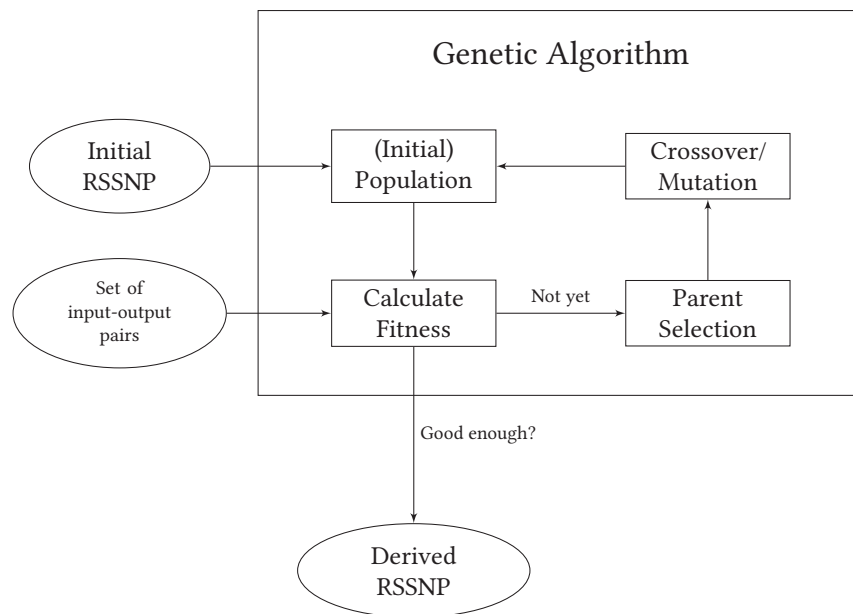 Genetic Algorithm
Initial
RSSNP
(Initial)
Population
Crossover/
Mutation
Set of
input-output
pairs
Calculate
Fitness
Not yet
Parent
Selection
Good enough?
Derived
RSSNP